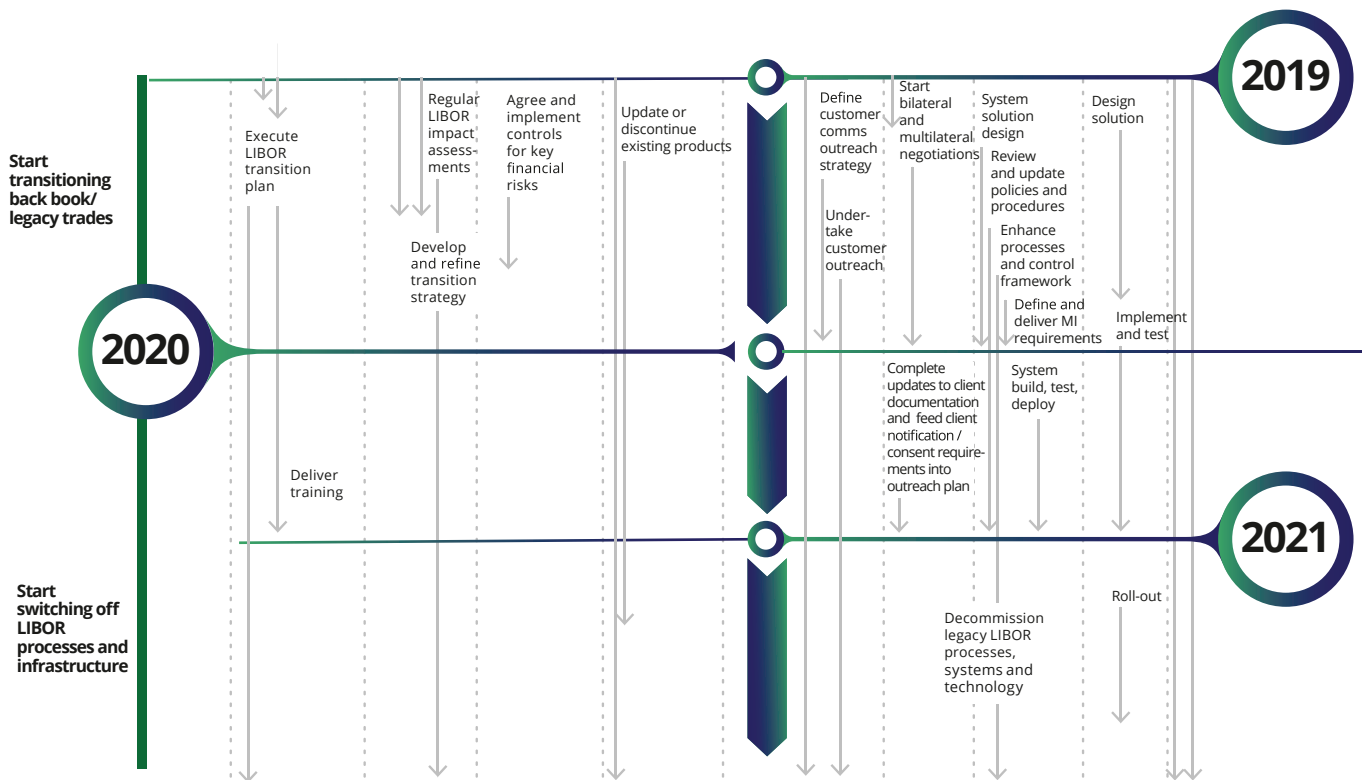 2019
Start
transitioning
back book/
legacy trades
Execute
LIBOR
transition
plan
Regular
LIBOR
impact
assess-
ments
Develop
and refine
transition
strategy
Agree and
implement
controls
for key
financial
risks
Update or
discontinue
existing products
Define
customer
comms
outreach
strategy
Under-
take
customer
outreach
Start
bilateral
and
multilateral
negotiations
System
solution
design
Review
and update
policies and
procedures
Enhance
processes
and control
framework
Define and
deliver MI
requirements
Design
solution
Implement
and test
2020
Deliver
training
Complete
updates to client
documentation
and feed client
notification /
consent require-
ments into
outreach plan
System
build, test,
deploy
2021
Start
switching off
LIBOR
processes and
infrastructure
Decommission
legacy LIBOR
processes,
systems and
technology
Roll-out